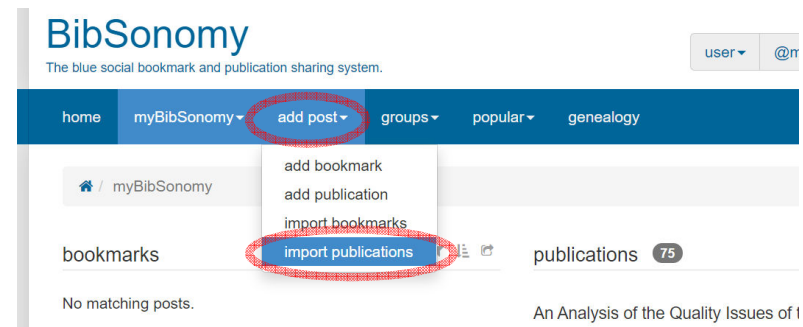 BibSonomy
The blue social bookmark and publication sharing system.
user @m
home myBibSonomy add post groups popular genealogy
add bookmark
/ myBibSonomy
add publication
import bookmarks
bookmarks import publications publications 75
No matching posts.
An Analysis of the Quality Issues of t